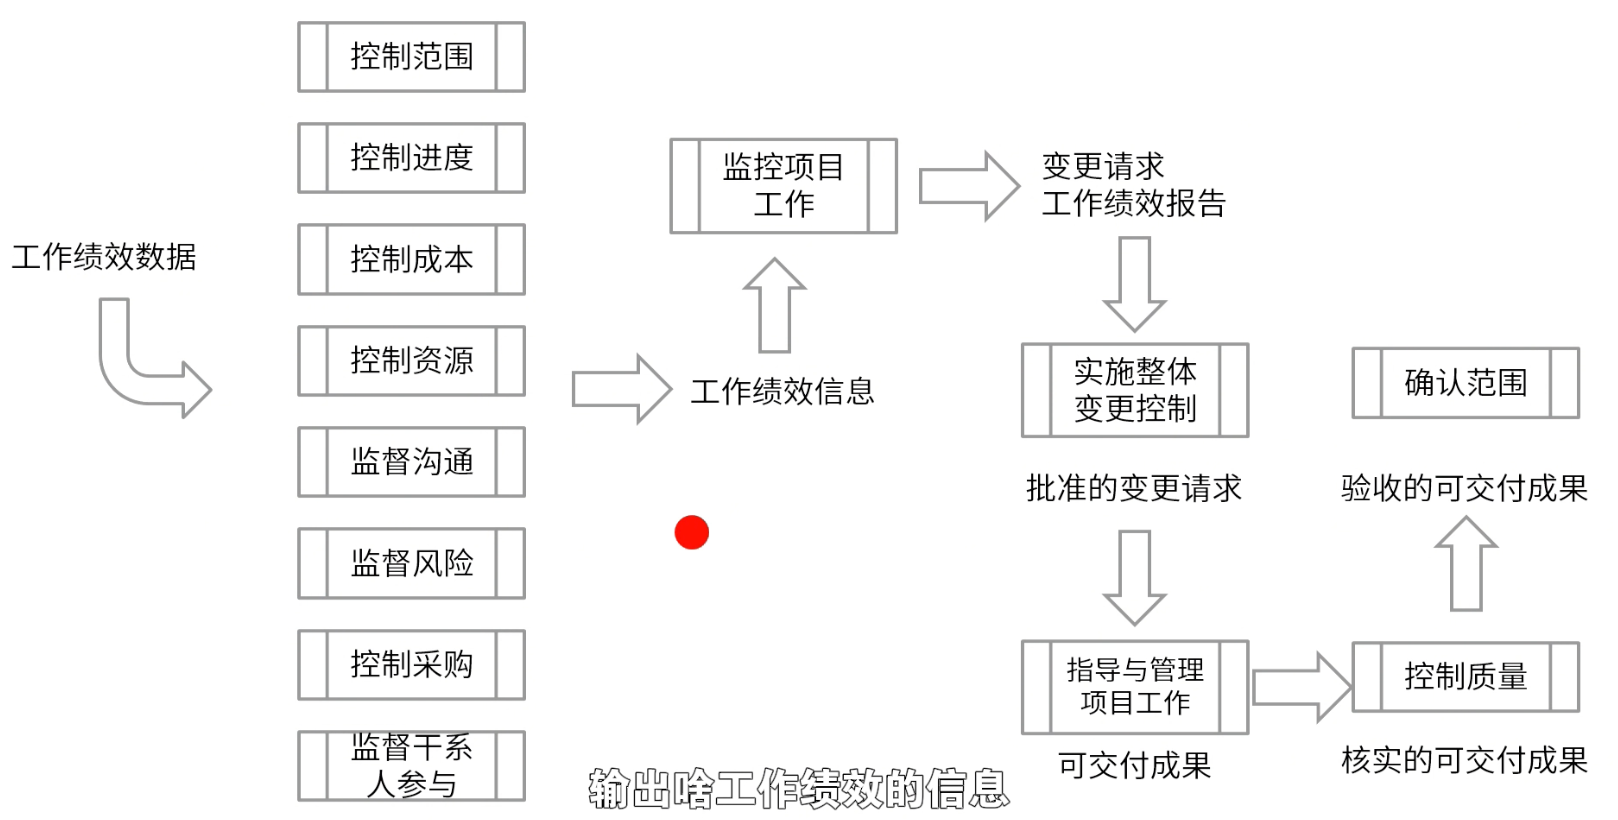 工作绩效数据
控制范围
控制进度
控制成本
控制资源
监督沟通
监督风险
控制采购
监督干系
人参与
工作绩效信息
监控项目
工作
变更请求
工作绩效报告
实施整体
变更控制
批准的变更请求
指导与管理
项目工作
可交付成果
控制质量
核实的可交付成果
确认范围
验收的可交付成果
输出啥工作绩效的信息